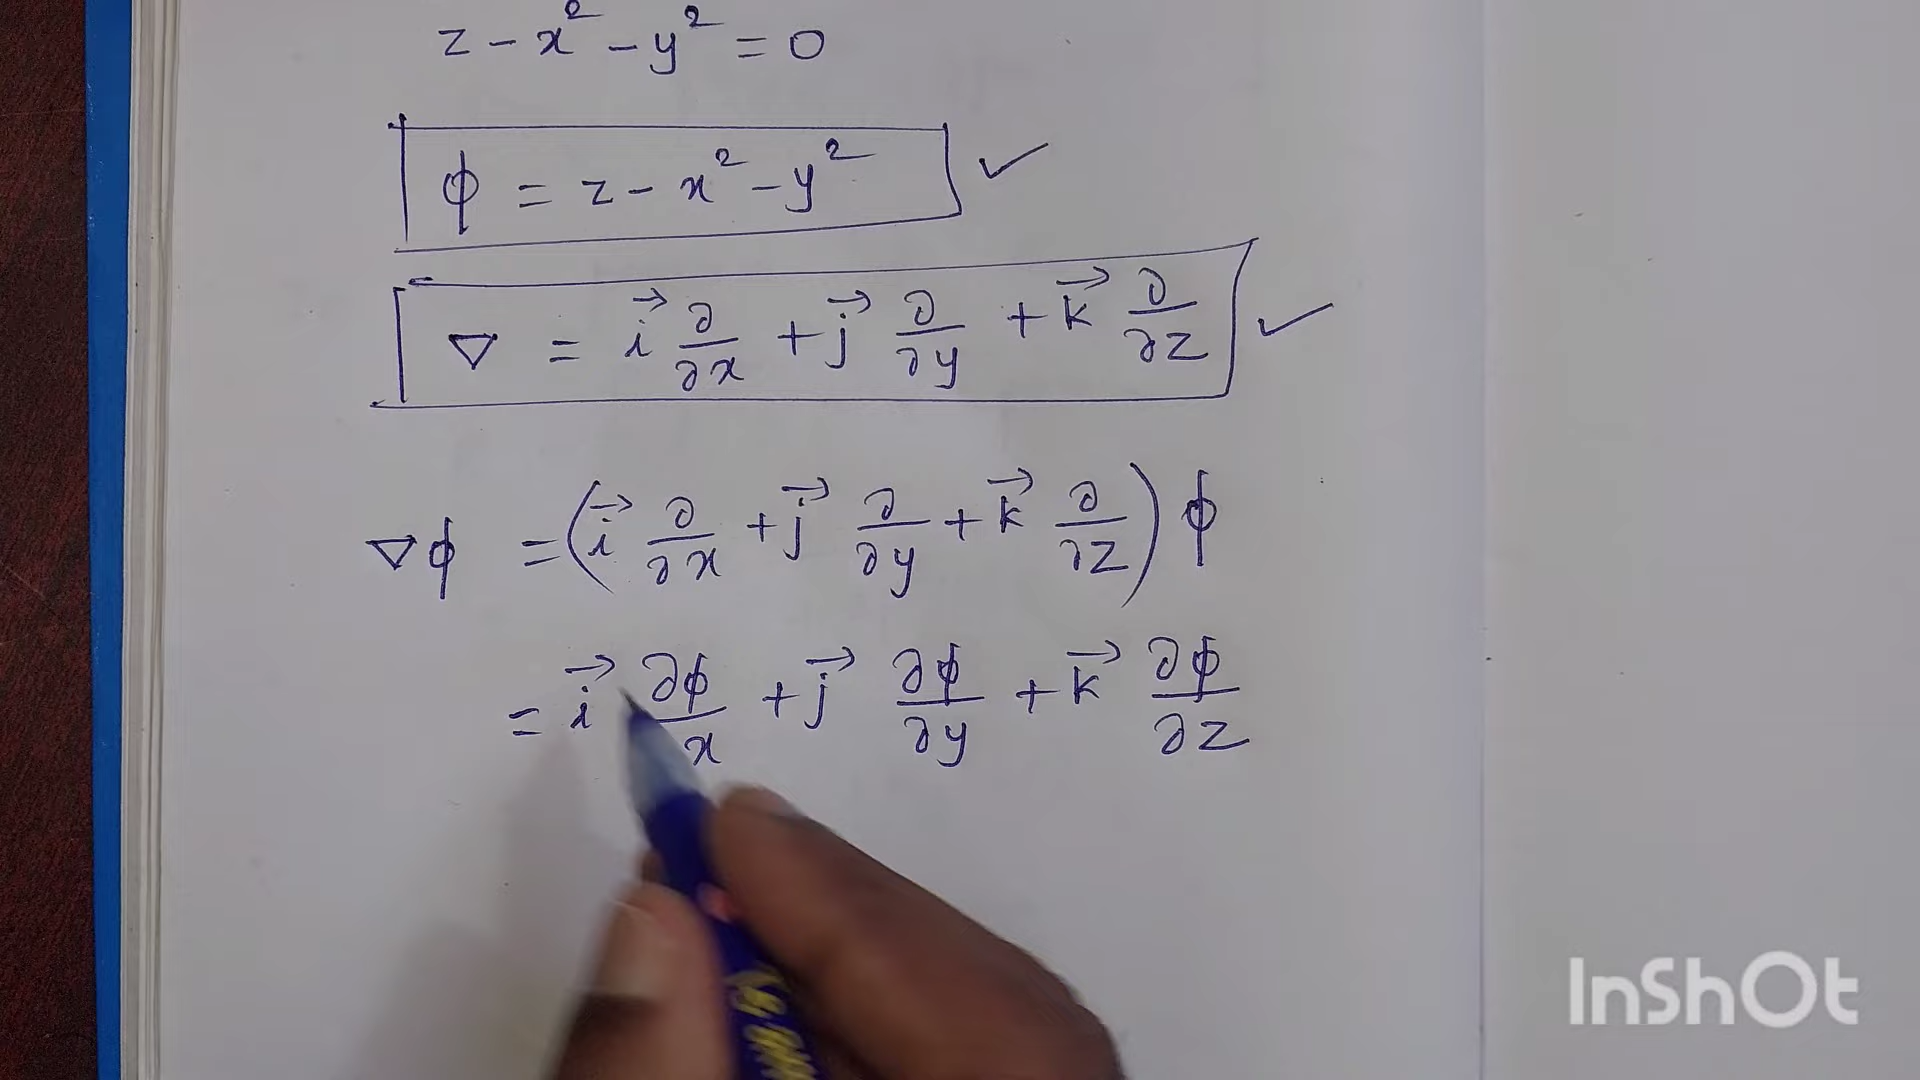 z - x² - y² = 0
ϕ = z - x² - y² ✓
∇ = i⃗ ∂/∂x + j⃗ ∂/∂y + k⃗ ∂/∂z ✓
∇ϕ = (i⃗ ∂/∂x + j⃗ ∂/∂y + k⃗ ∂/∂z) ϕ
= i⃗ ∂ϕ/x + j⃗ ∂ϕ/∂y + k⃗ ∂ϕ/∂z
InShOt